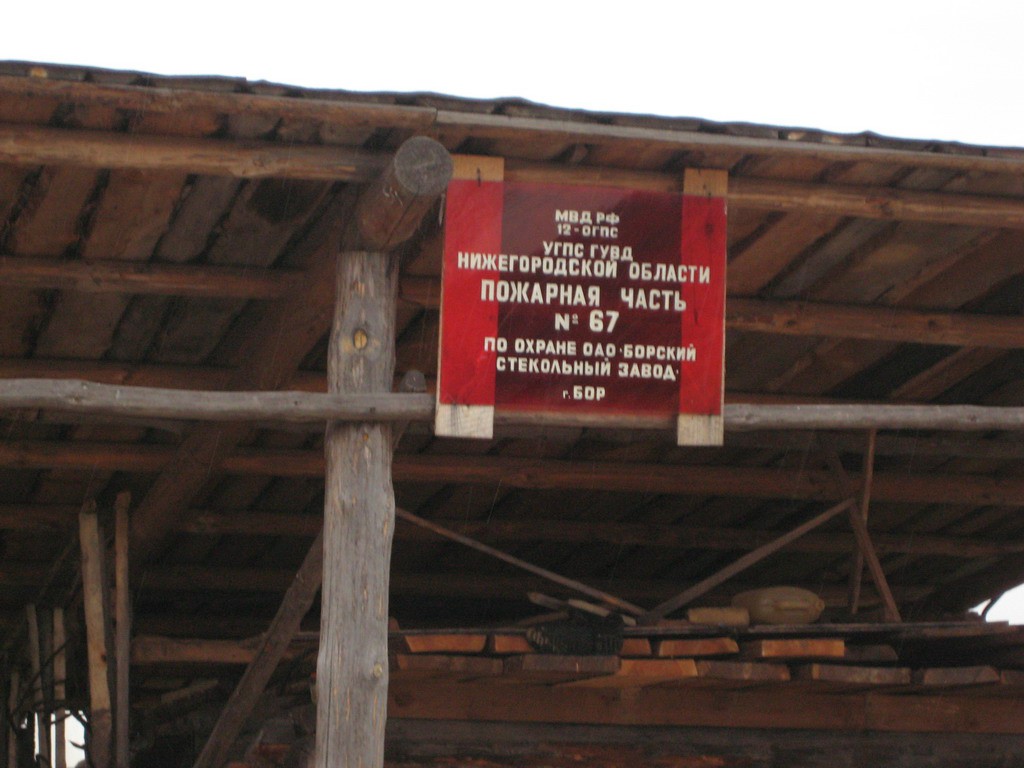 МВД РФ
12-ОГПС
УГПС ГУВД
НИЖЕГОРОДСКОЙ ОБЛАСТИ
ПОЖАРНАЯ ЧАСТЬ
№ 67
ПО ОХРАНЕ ОАО "БОРСКИЙ
СТЕКОЛЬНЫЙ ЗАВОД"
г. БОР